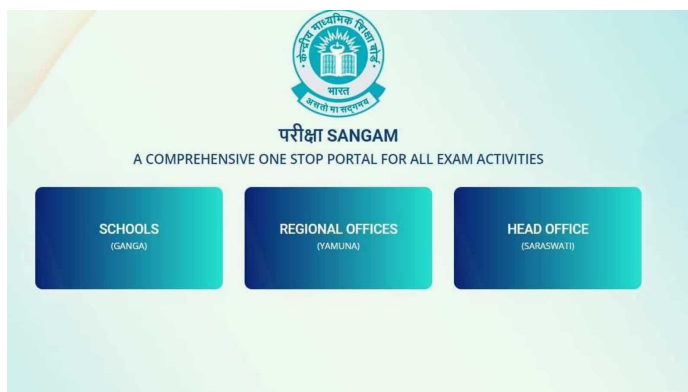 केन्द्रीय माध्यमिक शिक्षा बोर्ड
भारत
असतो मा सद्गमय
परीक्षा SANGAM
A COMPREHENSIVE ONE STOP PORTAL FOR ALL EXAM ACTIVITIES
SCHOOLS
(GANGA)
REGIONAL OFFICES
(YAMUNA)
HEAD OFFICE
(SARASWATI)